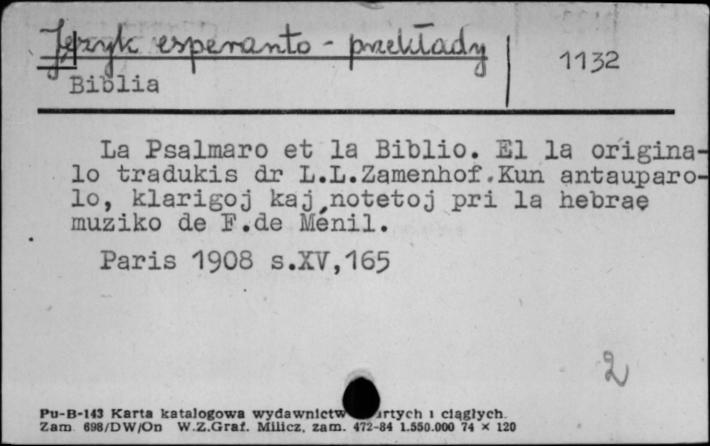 Język esperanto - przekłady
1132
Biblia
La Psalmaro et la Biblio. El la origina-
lo tradukis dr L.L.Zamenhof.Kun antauparo-
lo, klarigoj kaj notetoj pri la hebrae
muziko de F.de Ménil.
Paris 1908 s.XV,165
2
Pu-B-143 Karta katalogowa wydawnictw zwartych i ciągłych.
Zam. 698/DW/On W.Z.Graf. Milicz, zam. 472-84 1.550.000 74 × 120